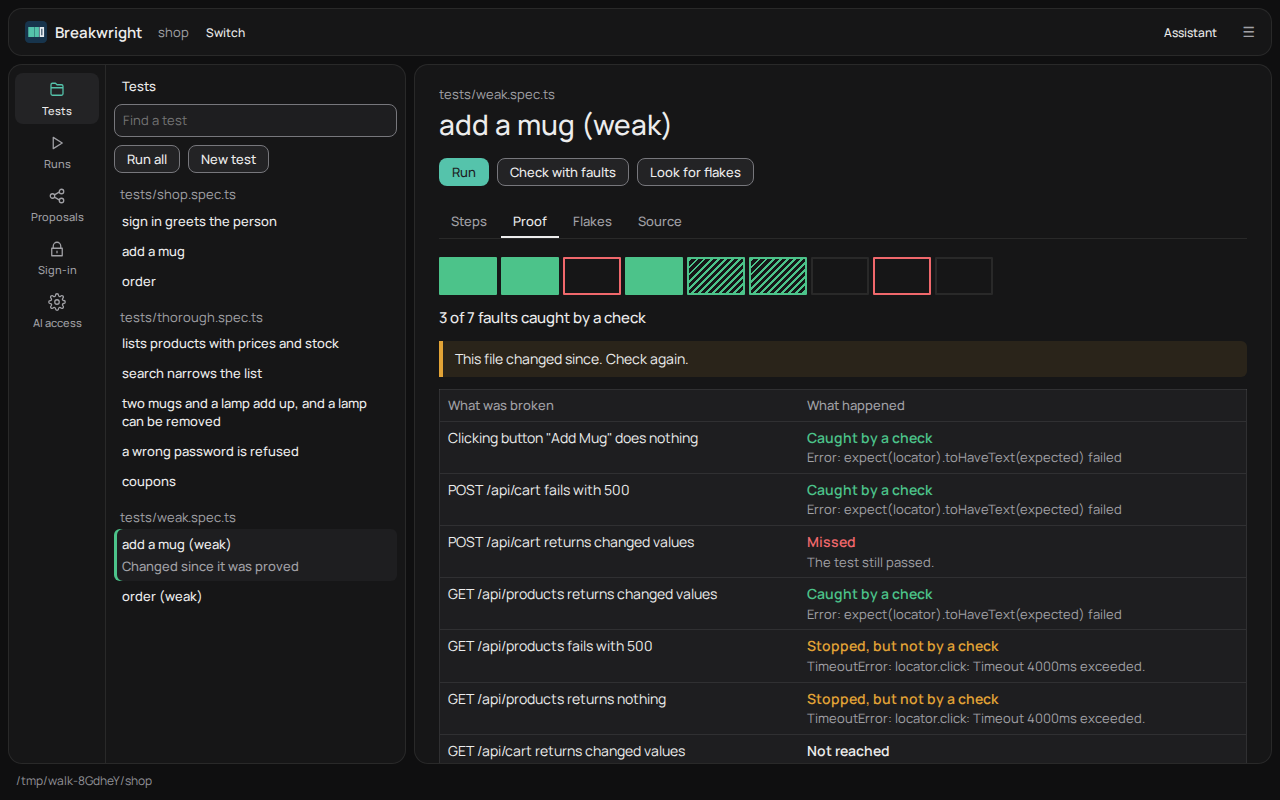 Breakwright shop Switch
Assistant
Tests
Runs
Proposals
Sign-in
AI access
Tests
Find a test
Run all New test
tests/shop.spec.ts
sign in greets the person
add a mug
order
tests/thorough.spec.ts
lists products with prices and stock
search narrows the list
two mugs and a lamp add up, and a lamp
can be removed
a wrong password is refused
coupons
tests/weak.spec.ts
add a mug (weak)
Changed since it was proved
order (weak)
tests/weak.spec.ts
add a mug (weak)
Run Check with faults Look for flakes
Steps Proof Flakes Source
3 of 7 faults caught by a check
This file changed since. Check again.
What was broken What happened
Clicking button "Add Mug" does nothing Caught by a check
Error: expect(locator).toHaveText(expected) failed
POST /api/cart fails with 500 Caught by a check
Error: expect(locator).toHaveText(expected) failed
POST /api/cart returns changed values Missed
The test still passed.
GET /api/products returns changed values Caught by a check
Error: expect(locator).toHaveText(expected) failed
GET /api/products fails with 500 Stopped, but not by a check
TimeoutError: locator.click: Timeout 4000ms exceeded.
GET /api/products returns nothing Stopped, but not by a check
TimeoutError: locator.click: Timeout 4000ms exceeded.
GET /api/cart returns changed values Not reached
/tmp/walk-8GdheY/shop